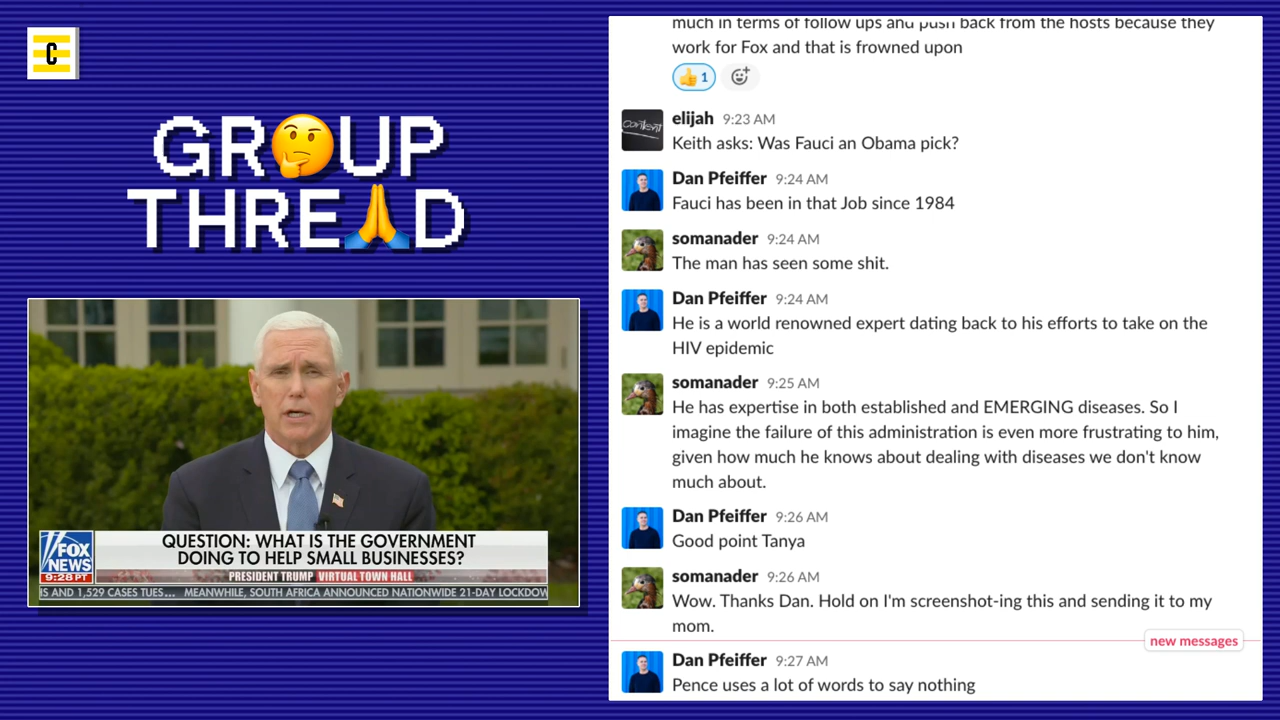 C
GR🤔UP
THRE🙏D
QUESTION: WHAT IS THE GOVERNMENT
DOING TO HELP SMALL BUSINESSES?
FOX
NEWS
9:28 PT
PRESIDENT TRUMP VIRTUAL TOWN HALL
IS AND 1,529 CASES TUES... MEANWHILE, SOUTH AFRICA ANNOUNCED NATIONWIDE 21-DAY LOCKDOW
much in terms of follow ups and push back from the hosts because they
work for Fox and that is frowned upon
👍 1
elijah 9:23 AM
content
Keith asks: Was Fauci an Obama pick?
Dan Pfeiffer 9:24 AM
Fauci has been in that Job since 1984
somanader 9:24 AM
The man has seen some shit.
Dan Pfeiffer 9:24 AM
He is a world renowned expert dating back to his efforts to take on the
HIV epidemic
somanader 9:25 AM
He has expertise in both established and EMERGING diseases. So I
imagine the failure of this administration is even more frustrating to him,
given how much he knows about dealing with diseases we don't know
much about.
Dan Pfeiffer 9:26 AM
Good point Tanya
somanader 9:26 AM
Wow. Thanks Dan. Hold on I'm screenshot-ing this and sending it to my
mom.
new messages
Dan Pfeiffer 9:27 AM
Pence uses a lot of words to say nothing